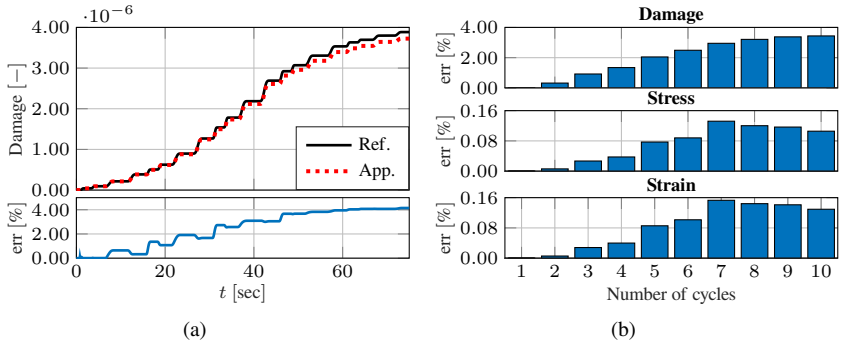 ·10⁻⁶
4.00
3.00
2.00
1.00
0.00
Damage [−]
Ref.
App.
4.00
2.00
0.00
err [%]
0 20 40 60
t [sec]
(a)
Damage
4.00
2.00
0.00
err [%]
Stress
0.16
0.08
0.00
err [%]
Strain
0.16
0.08
0.00
err [%]
1 2 3 4 5 6 7 8 9 10
Number of cycles
(b)